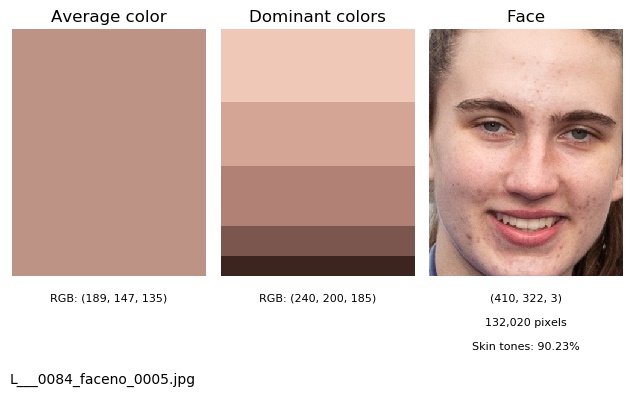 Average color
Dominant colors
Face
RGB: (189, 147, 135)
RGB: (240, 200, 185)
(410, 322, 3)
132,020 pixels
Skin tones: 90.23%
L___0084_faceno_0005.jpg